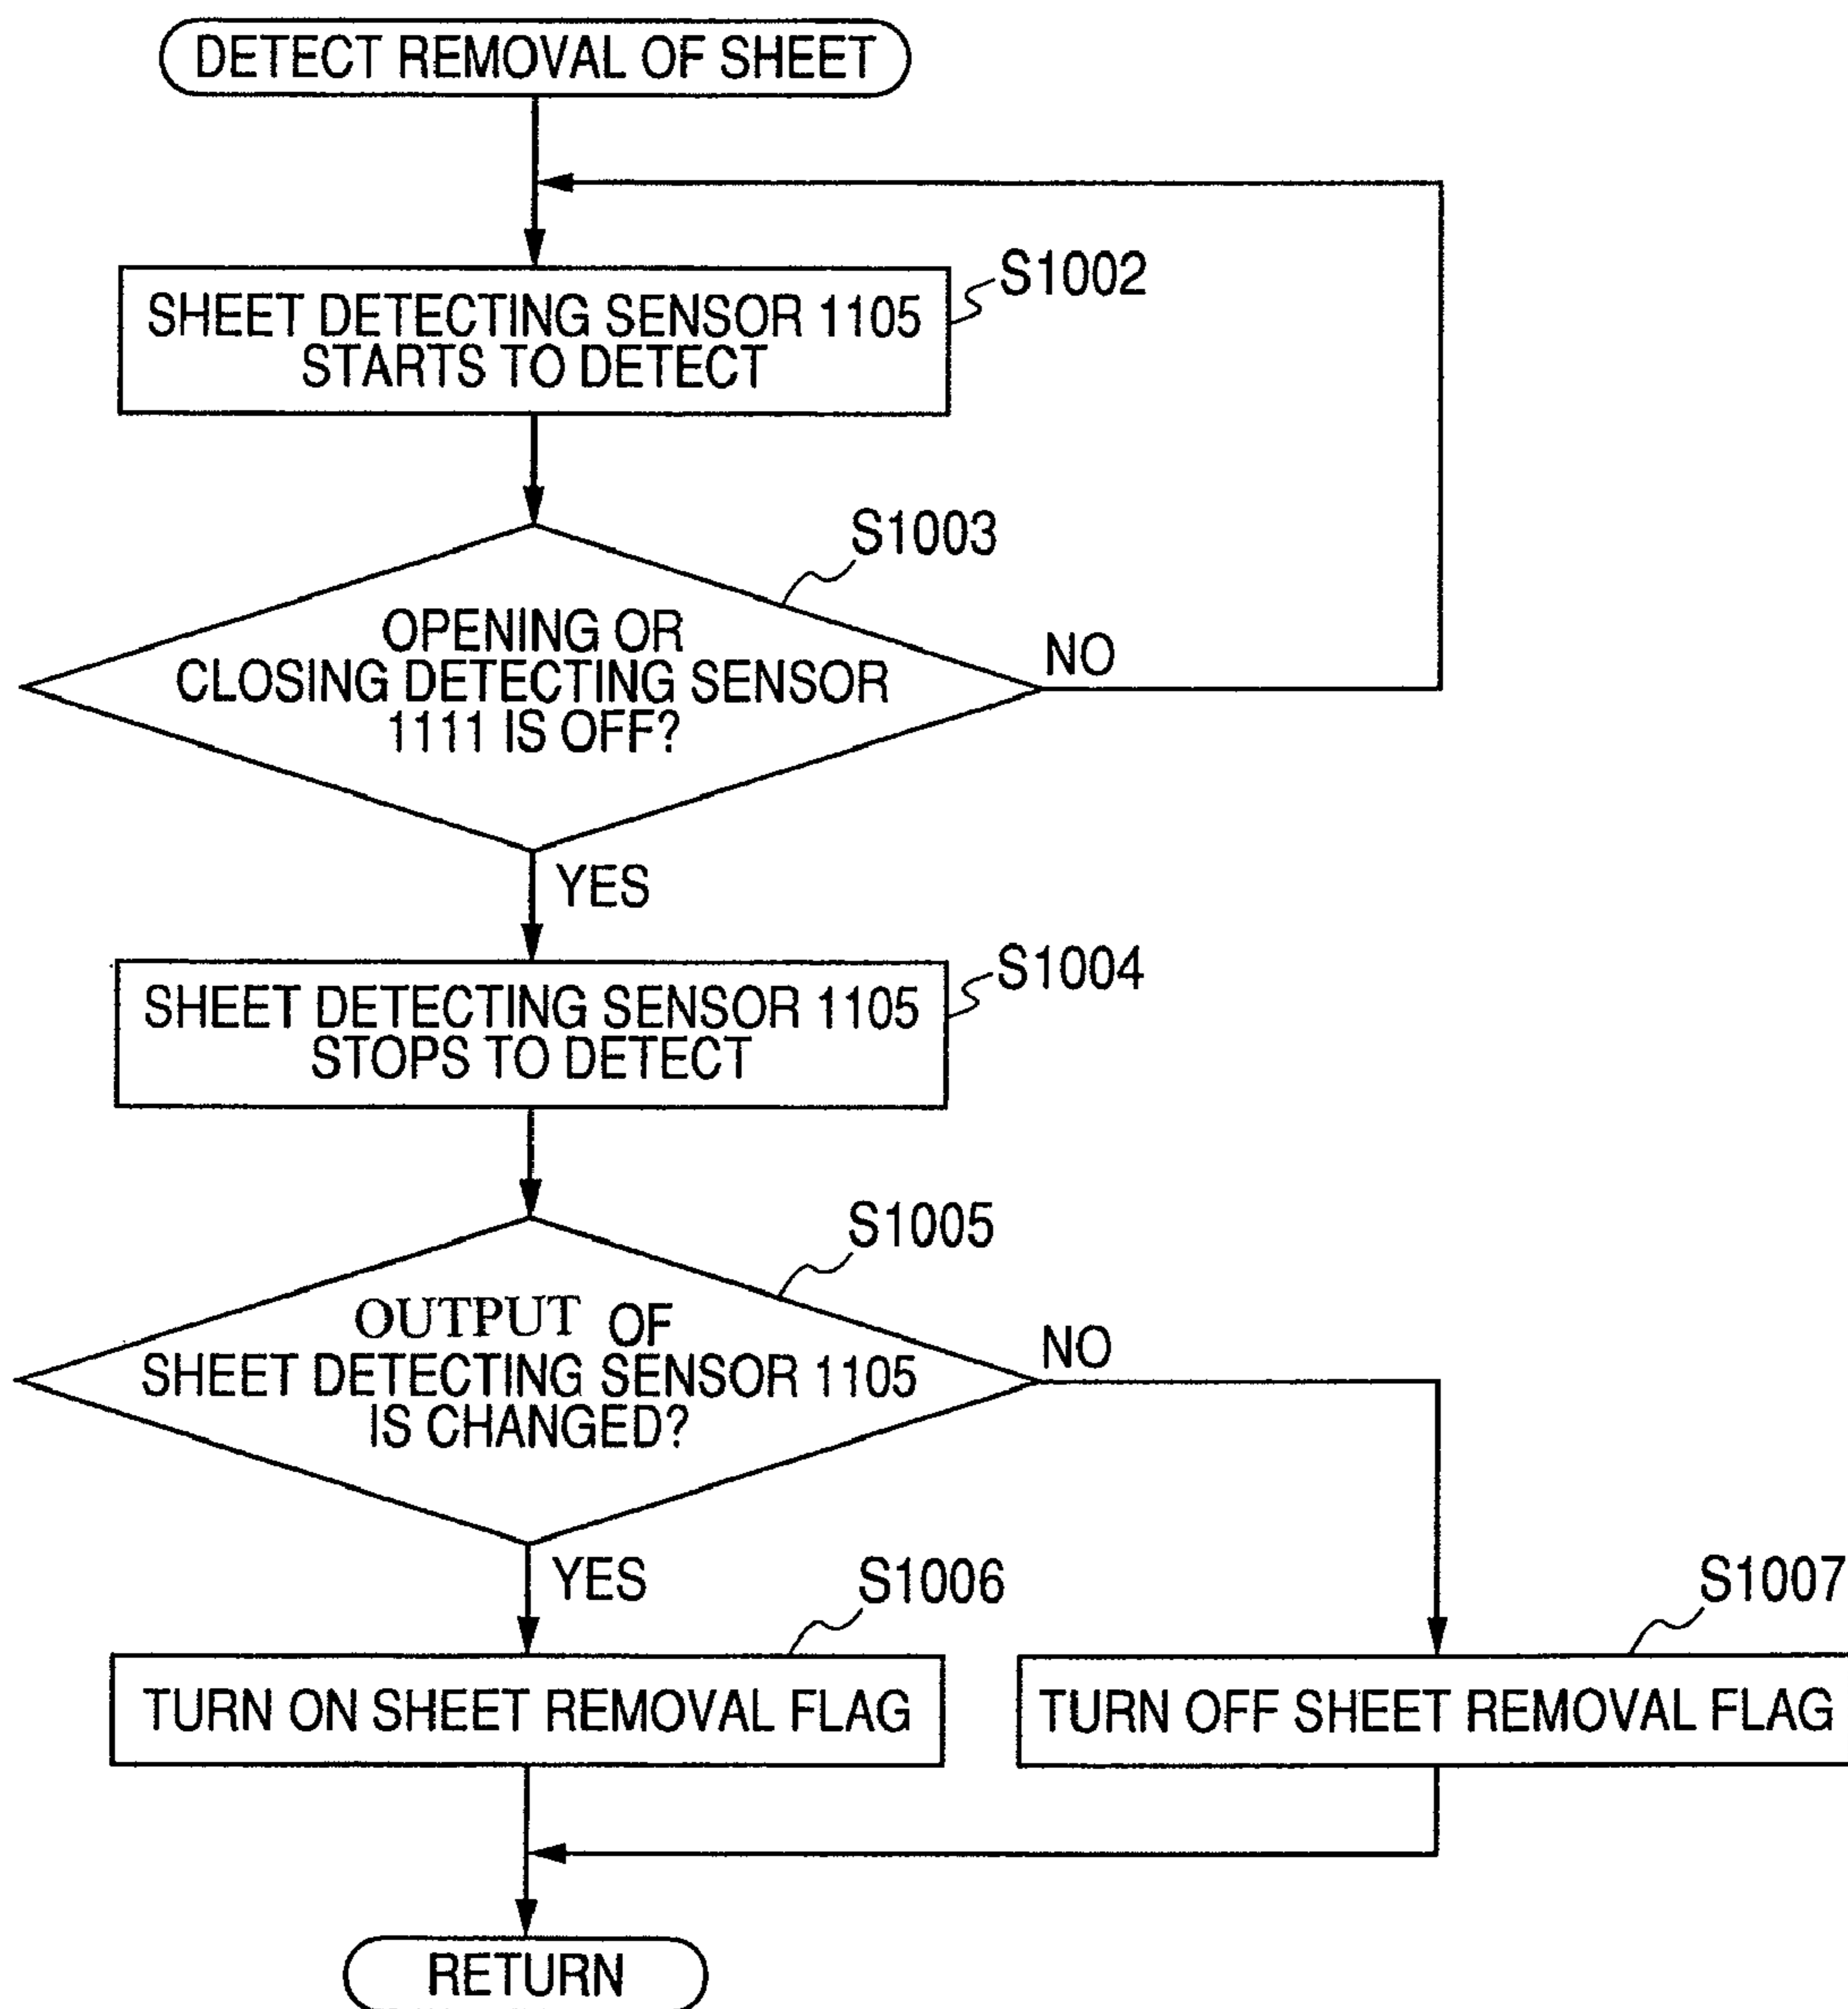 DETECT REMOVAL OF SHEET
S1002
SHEET DETECTING SENSOR 1105
STARTS TO DETECT
S1003
OPENING OR
CLOSING DETECTING SENSOR
1111 IS OFF?
NO
YES
S1004
SHEET DETECTING SENSOR 1105
STOPS TO DETECT
S1005
OUTPUT OF
SHEET DETECTING SENSOR 1105
IS CHANGED?
NO
YES
S1006
S1007
TURN ON SHEET REMOVAL FLAG
TURN OFF SHEET REMOVAL FLAG
RETURN